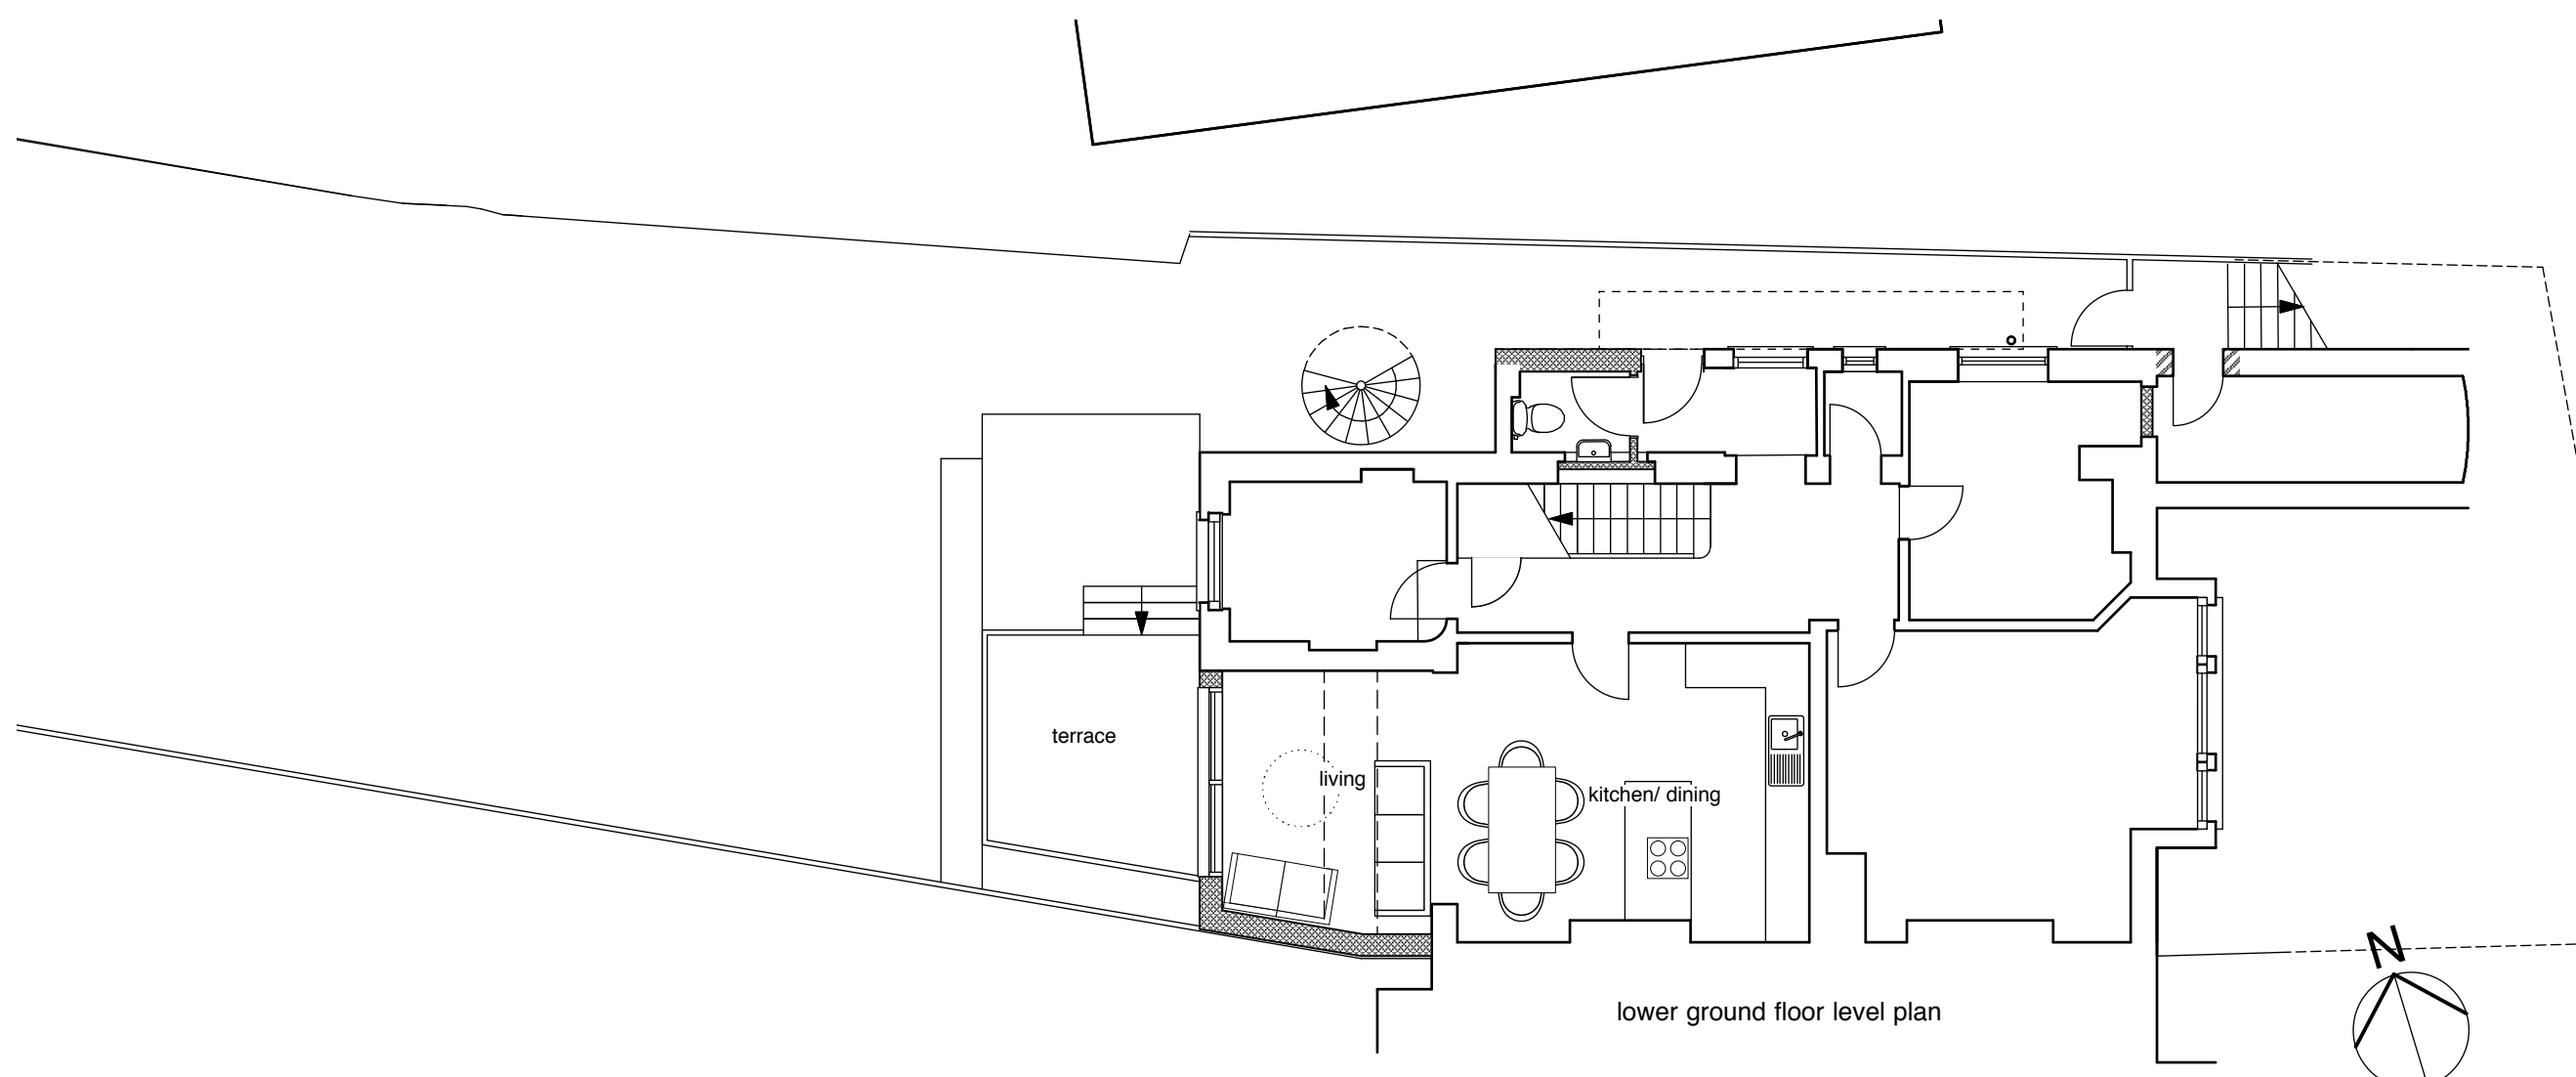 terrace
living
kitchen/ dining
lower ground floor level plan
N